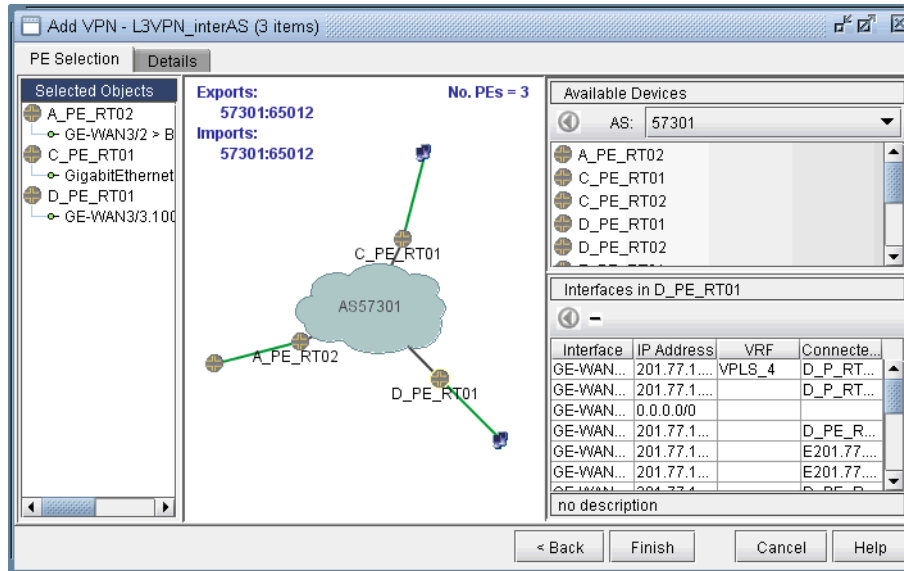 Add VPN - L3VPN_interAS (3 items)
PE Selection
Details
Selected Objects
A_PE_RT02
GE-WAN3/2 > B
C_PE_RT01
GigabitEthernet
D_PE_RT01
GE-WAN3/3.100
Exports:
57301:65012
Imports:
57301:65012
No. PEs = 3
C_PE_RT01
AS57301
A_PE_RT02
D_PE_RT01
Available Devices
AS: 57301
A_PE_RT02
C_PE_RT01
C_PE_RT02
D_PE_RT01
D_PE_RT02
Interfaces in D_PE_RT01
Interface IP Address VRF Connecte...
GE-WAN... 201.77.1... VPLS_4 D_P_RT...
GE-WAN... 201.77.1... D_P_RT...
GE-WAN... 0.0.0.0/0
GE-WAN... 201.77.1... D_PE_R...
GE-WAN... 201.77.1... E201.77....
GE-WAN... 201.77.1... E201.77....
no description
< Back Finish Cancel Help